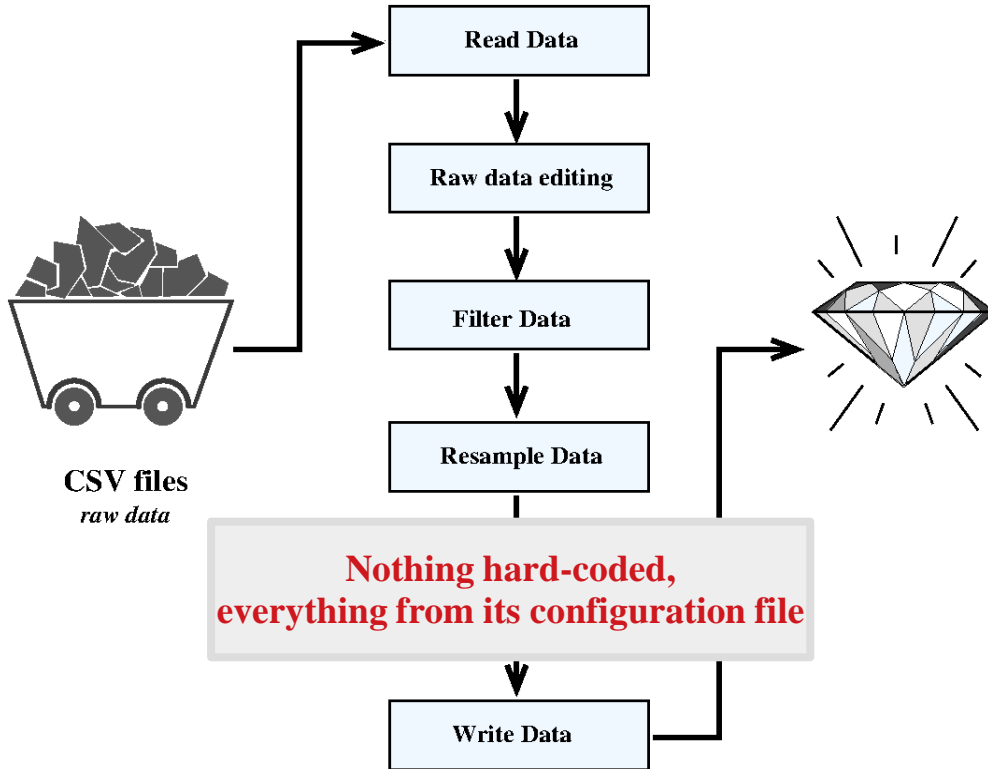 Read Data
Raw data editing
Filter Data
Resample Data
CSV files
raw data
Nothing hard-coded,
everything from its configuration file
Write Data